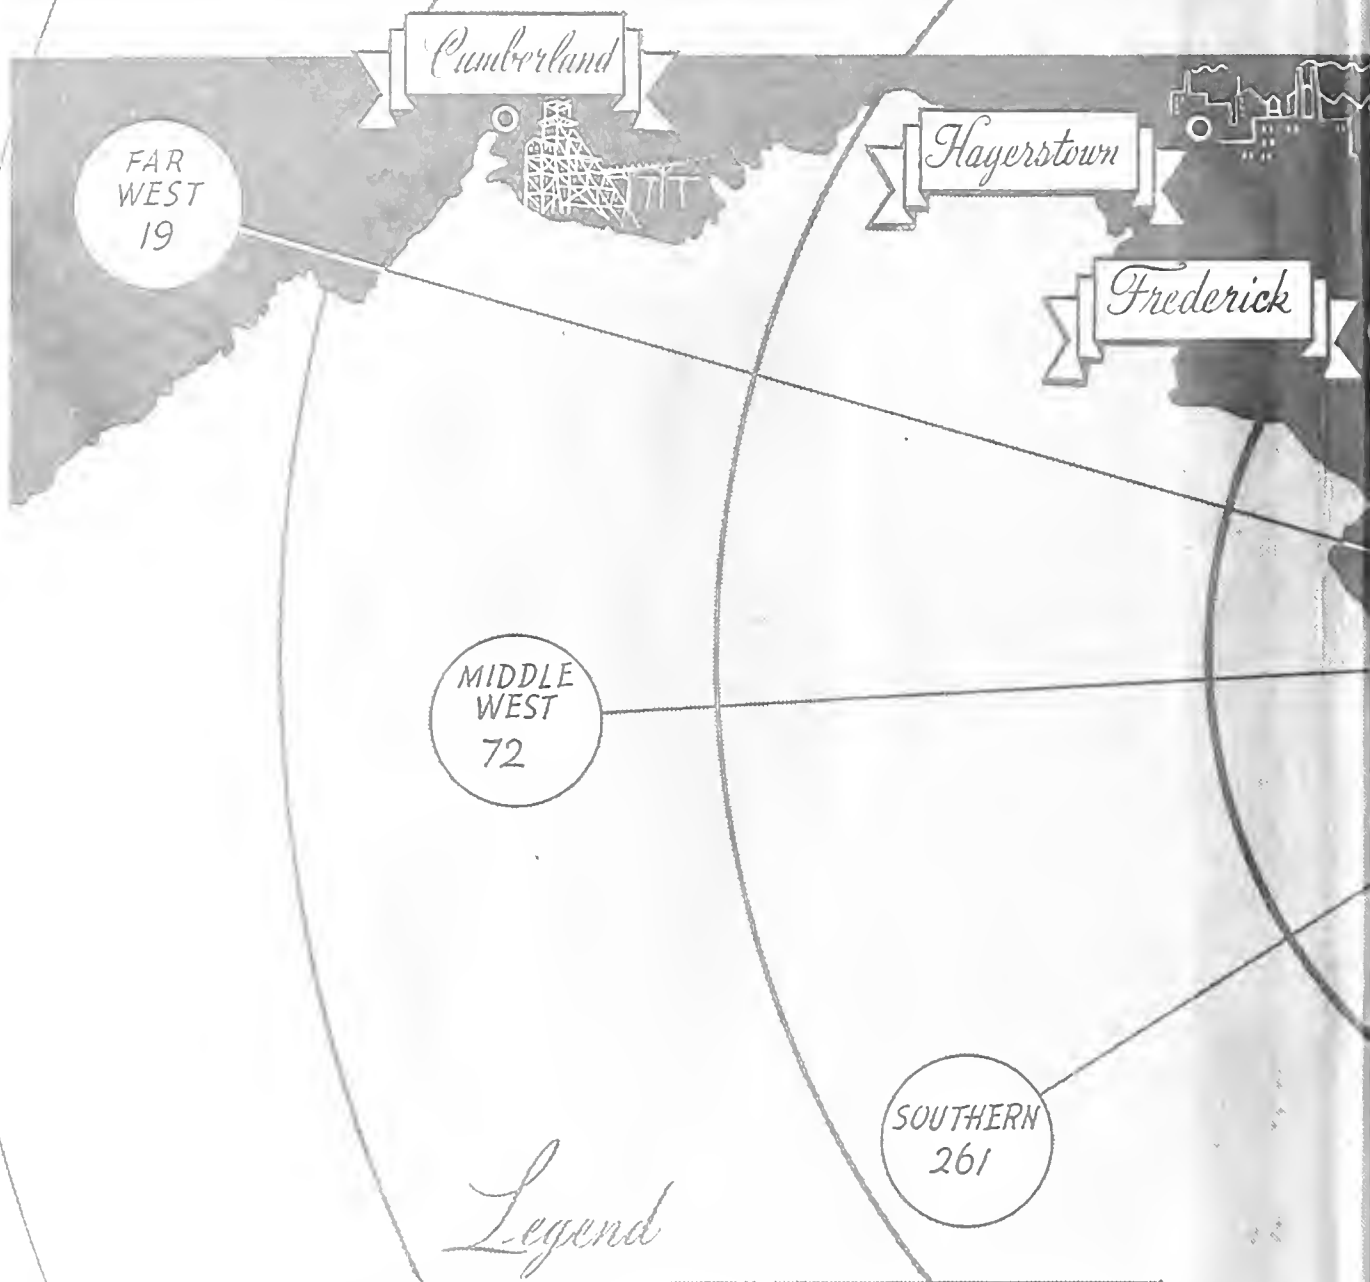 Cumberland
FAR
WEST
19
Hagerstown
Frederick
MIDDLE
WEST
72
SOUTHERN
261
Legend